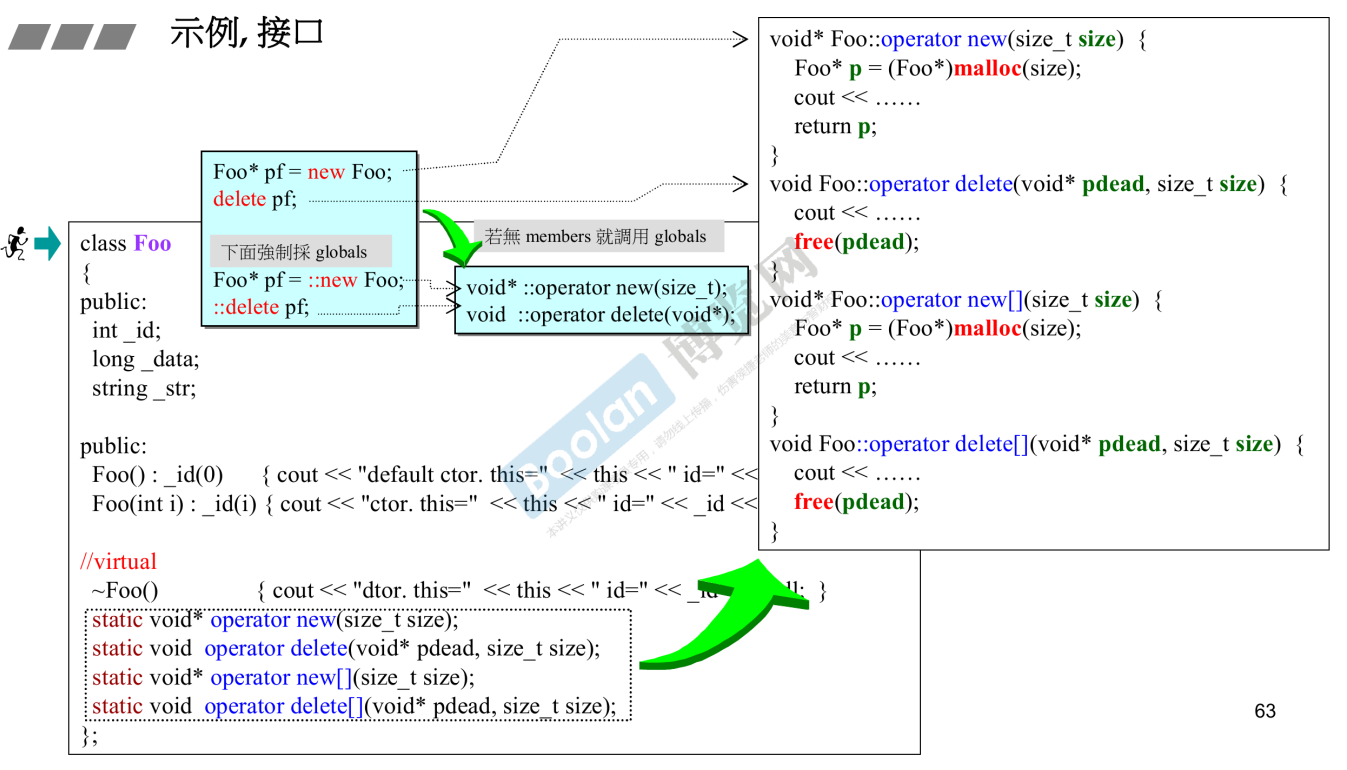 示例, 接口
Foo* pf = new Foo;
delete pf;
下面強制採 globals
Foo* pf = ::new Foo;
::delete pf;
若無 members 就調用 globals
void* ::operator new(size_t);
void ::operator delete(void*);
class Foo
{
public:
int _id;
long _data;
string _str;
public:
Foo() : _id(0) { cout << "default ctor. this=" << this << " id=" <<
Foo(int i) : _id(i) { cout << "ctor. this=" << this << " id=" << _id <<
//virtual
~Foo() { cout << "dtor. this=" << this << " id=" << _id }
static void* operator new(size_t size);
static void operator delete(void* pdead, size_t size);
static void* operator new[](size_t size);
static void operator delete[](void* pdead, size_t size);
};
void* Foo::operator new(size_t size) {
Foo* p = (Foo*)malloc(size);
cout << ……
return p;
}
void Foo::operator delete(void* pdead, size_t size) {
cout << ……
free(pdead);
}
void* Foo::operator new[](size_t size) {
Foo* p = (Foo*)malloc(size);
cout << ……
return p;
}
void Foo::operator delete[](void* pdead, size_t size) {
cout << ……
free(pdead);
}
Boolan 博览网
63